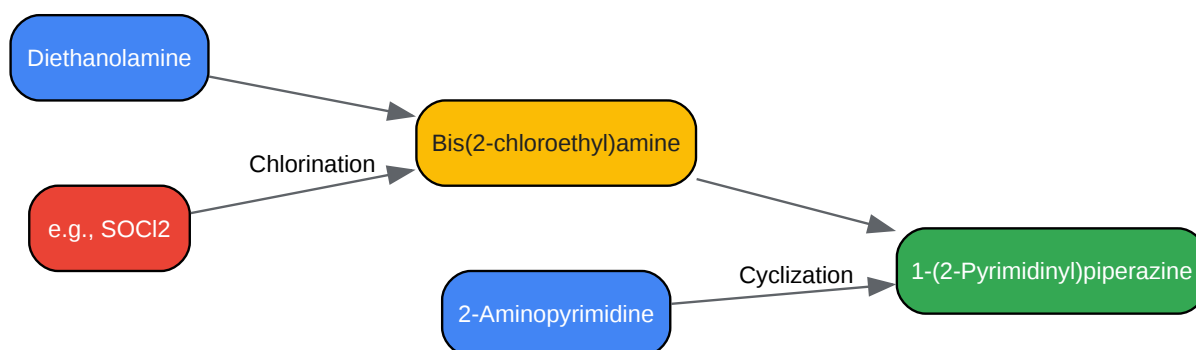 Diethanolamine
Bis(2-chloroethyl)amine
Chlorination
e.g., SOCl2
1-(2-Pyrimidinyl)piperazine
Cyclization
2-Aminopyrimidine